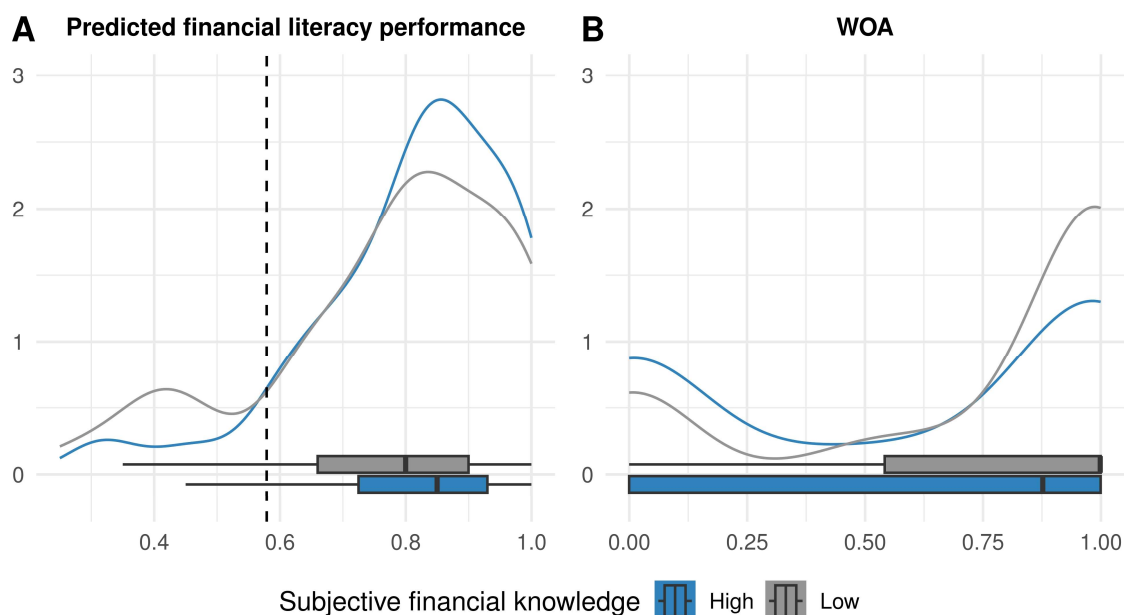 A Predicted financial literacy performance
3
2
1
0
0.4 0.6 0.8 1.0
B WOA
3
2
1
0
0.00 0.25 0.50 0.75 1.00
Subjective financial knowledge High Low